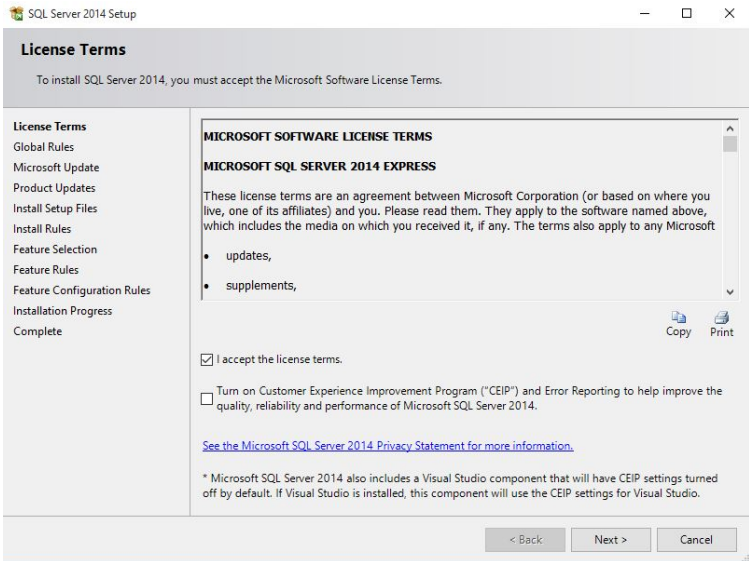 SQL Server 2014 Setup
License Terms
To install SQL Server 2014, you must accept the Microsoft Software License Terms.
License Terms
Global Rules
Microsoft Update
Product Updates
Install Setup Files
Install Rules
Feature Selection
Feature Rules
Feature Configuration Rules
Installation Progress
Complete
MICROSOFT SOFTWARE LICENSE TERMS
MICROSOFT SQL SERVER 2014 EXPRESS
These license terms are an agreement between Microsoft Corporation (or based on where you
live, one of its affiliates) and you. Please read them. They apply to the software named above,
which includes the media on which you received it, if any. The terms also apply to any Microsoft
• updates,
• supplements,
Copy Print
I accept the license terms.
Turn on Customer Experience Improvement Program ("CEIP") and Error Reporting to help improve the
quality, reliability and performance of Microsoft SQL Server 2014.
See the Microsoft SQL Server 2014 Privacy Statement for more information.
* Microsoft SQL Server 2014 also includes a Visual Studio component that will have CEIP settings turned
off by default. If Visual Studio is installed, this component will use the CEIP settings for Visual Studio.
< Back Next > Cancel